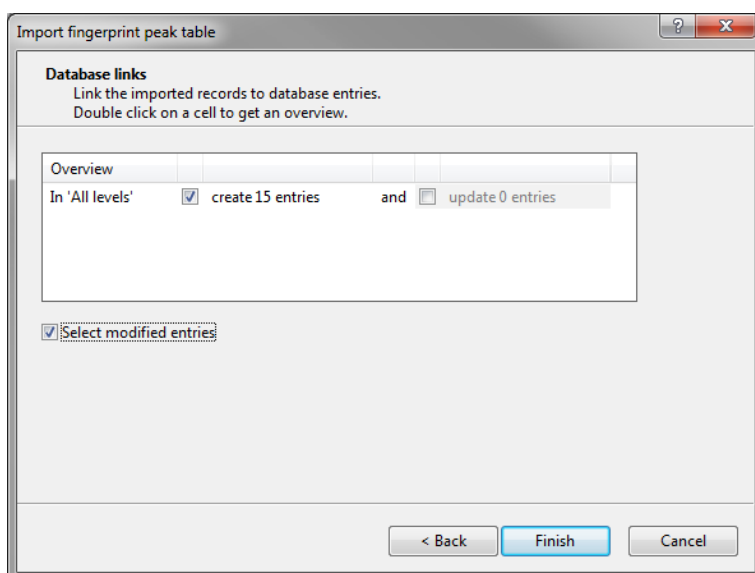 Import fingerprint peak table
Database links
Link the imported records to database entries.
Double click on a cell to get an overview.
Overview
In 'All levels' create 15 entries and update 0 entries
Select modified entries
< Back Finish Cancel